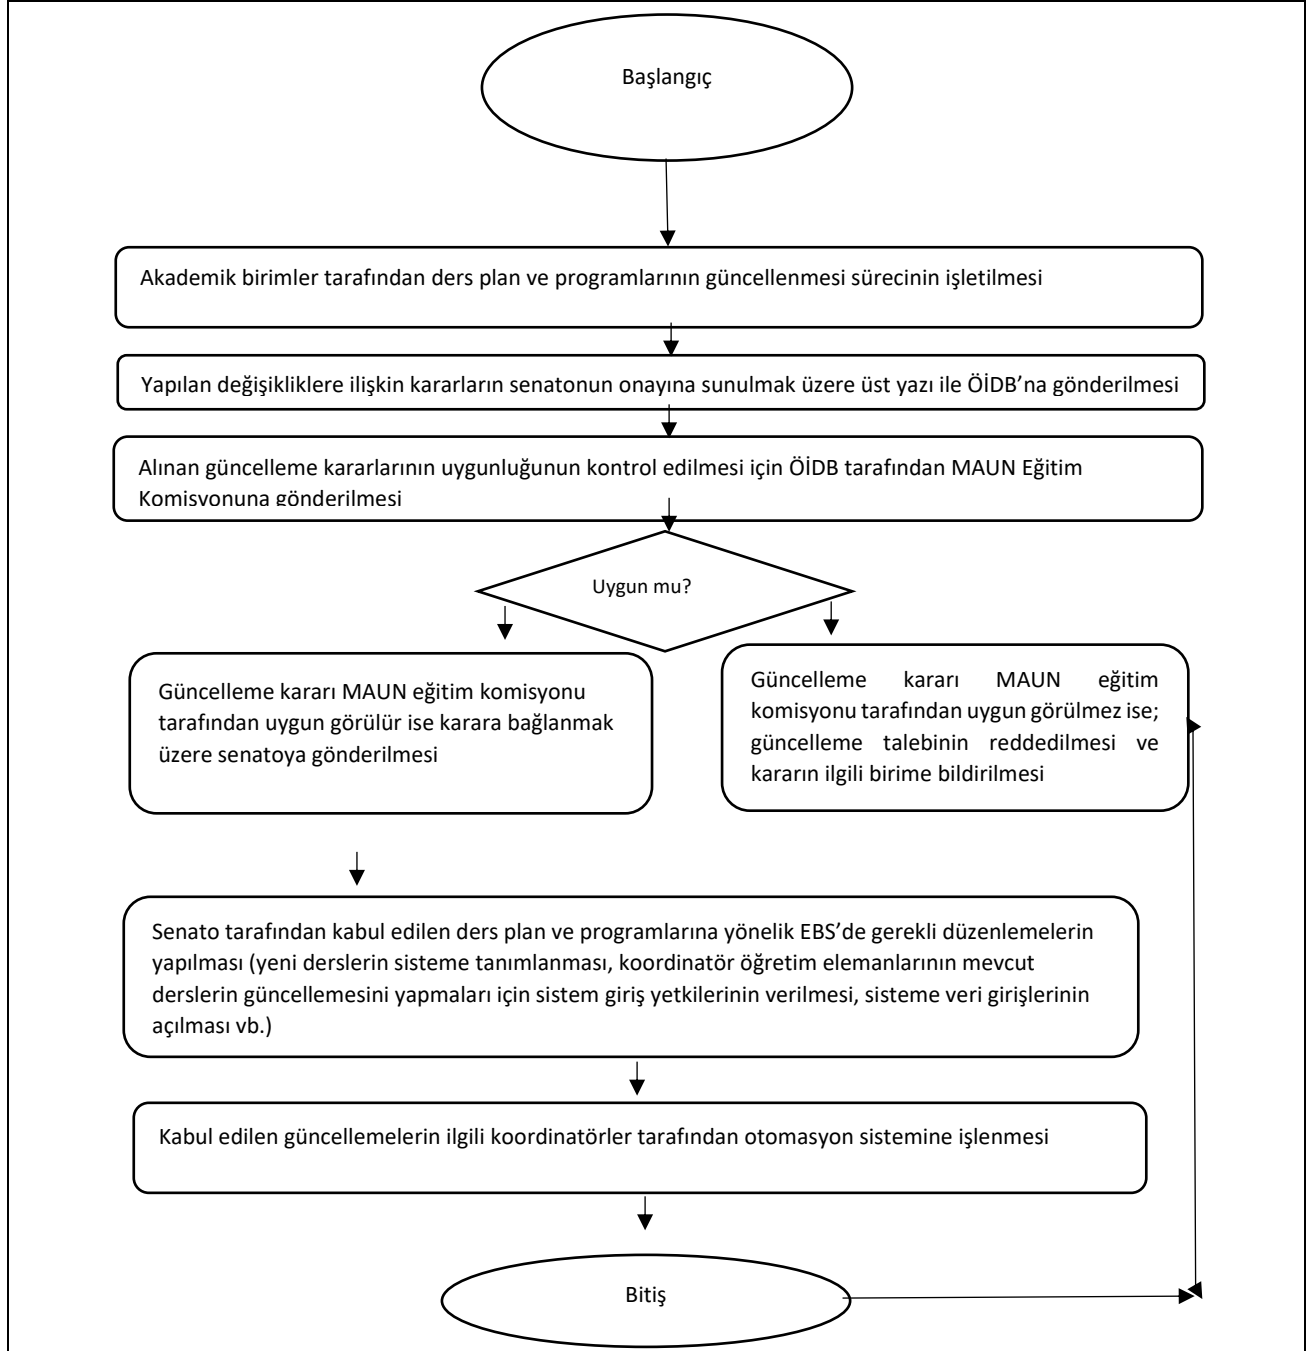 Başlangıç
Akademik birimler tarafından ders plan ve programlarının güncellenmesi sürecinin işletilmesi
Yapılan değişikliklere ilişkin kararların senatonun onayına sunulmak üzere üst yazı ile ÖİDB’na gönderilmesi
Alınan güncelleme kararlarının uygunluğunun kontrol edilmesi için ÖİDB tarafından MAUN Eğitim
Komisyonuna gönderilmesi
Uygun mu?
Güncelleme kararı MAUN eğitim komisyonu
tarafından uygun görülür ise karara bağlanmak
üzere senatoya gönderilmesi
Güncelleme kararı MAUN eğitim
komisyonu tarafından uygun görülmez ise;
güncelleme talebinin reddedilmesi ve
kararın ilgili birime bildirilmesi
Senato tarafından kabul edilen ders plan ve programlarına yönelik EBS’de gerekli düzenlemelerin
yapılması (yeni derslerin sisteme tanımlanması, koordinatör öğretim elemanlarının mevcut
derslerin güncellemesini yapmaları için sistem giriş yetkilerinin verilmesi, sisteme veri girişlerinin
açılması vb.)
Kabul edilen güncellemelerin ilgili koordinatörler tarafından otomasyon sistemine işlenmesi
Bitiş